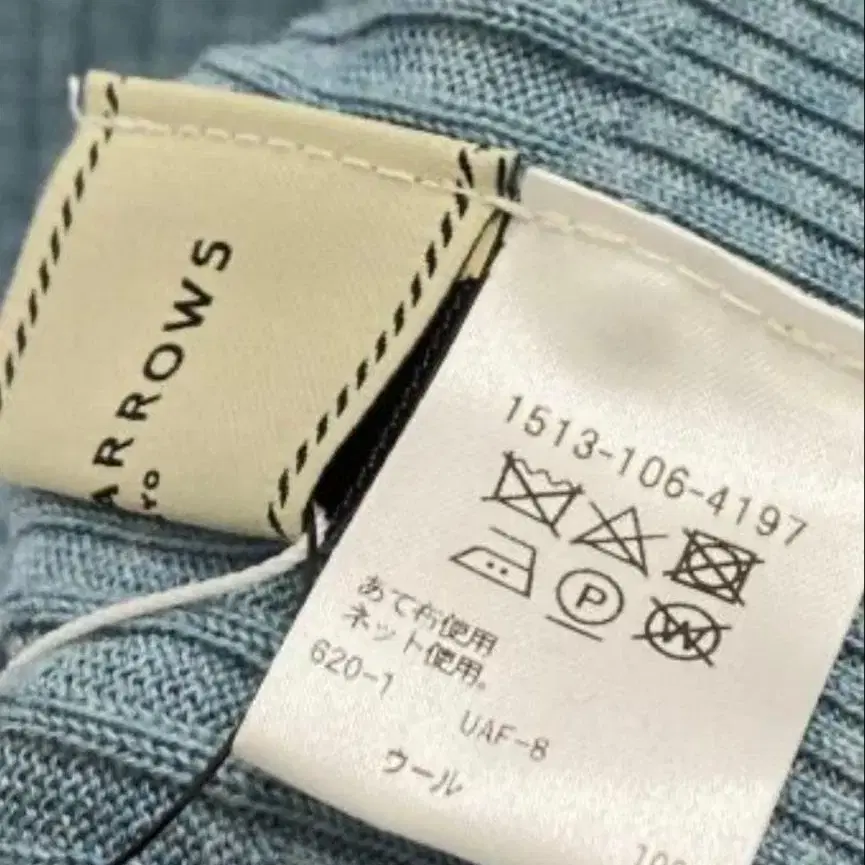 ARROWS
1513-106-4197
P
W
あて布使用
ネット使用。
620-1
UAF-8
ウール